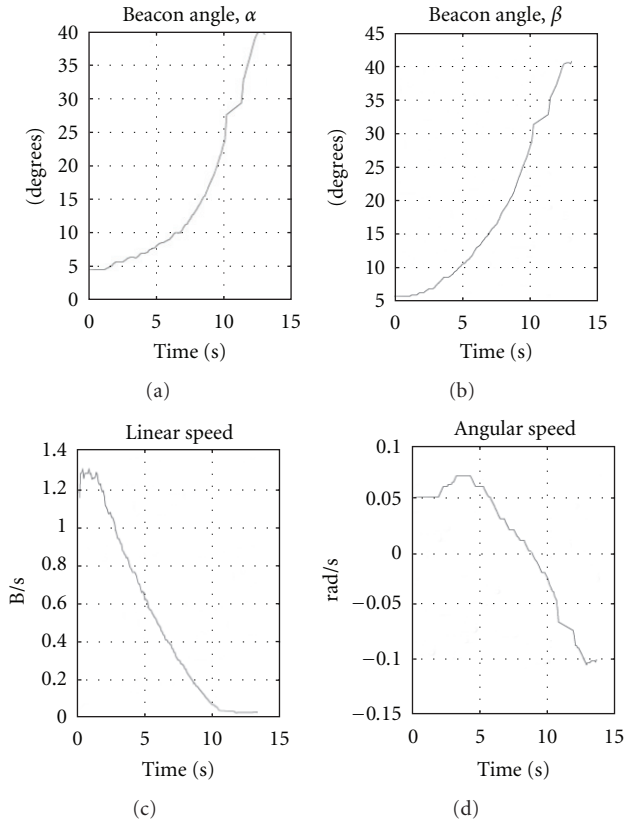 Beacon angle, α
40
35
30
25
20
15
10
5
0
(degrees)
0 5 10 15
Time (s)
(a)
Beacon angle, β
45
40
35
30
25
20
15
10
5
(degrees)
0 5 10 15
Time (s)
(b)
Linear speed
1.4
1.2
1
0.8
0.6
0.4
0.2
0
B/s
0 5 10 15
Time (s)
(c)
Angular speed
0.1
0.05
0
−0.05
−0.1
−0.15
rad/s
0 5 10 15
Time (s)
(d)